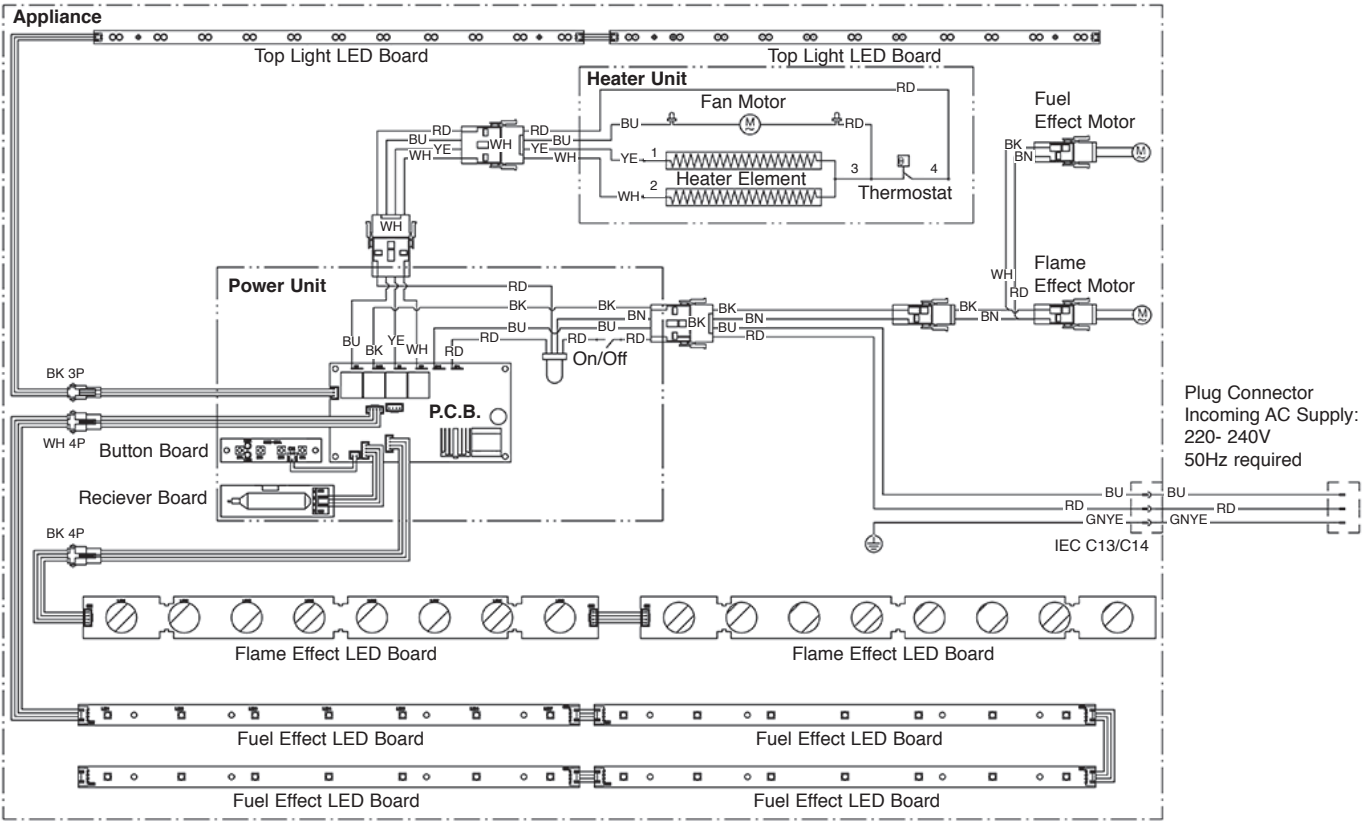 Appliance
Top Light LED Board
Top Light LED Board
Heater Unit
RD
Fan Motor
Fuel
Effect Motor
RD
BU
YE
WH
WH
RD
BU
YE
WH
BU
RD
YE
1
Heater Element
2
WH
3
4
Thermostat
BK
BN
WH
Power Unit
RD
BK
BK
BN
BU
BU
RD
RD
RD
On/Off
BK
BK
BN
BU
RD
WH
RD
Flame
Effect Motor
BK
BN
BU
BK
YE
WH
RD
BK 3P
P.C.B.
WH 4P
Button Board
Reciever Board
BK 4P
Plug Connector
Incoming AC Supply:
220- 240V
50Hz required
BU
BU
RD
RD
GNYE
GNYE
IEC C13/C14
Flame Effect LED Board
Flame Effect LED Board
Fuel Effect LED Board
Fuel Effect LED Board
Fuel Effect LED Board
Fuel Effect LED Board